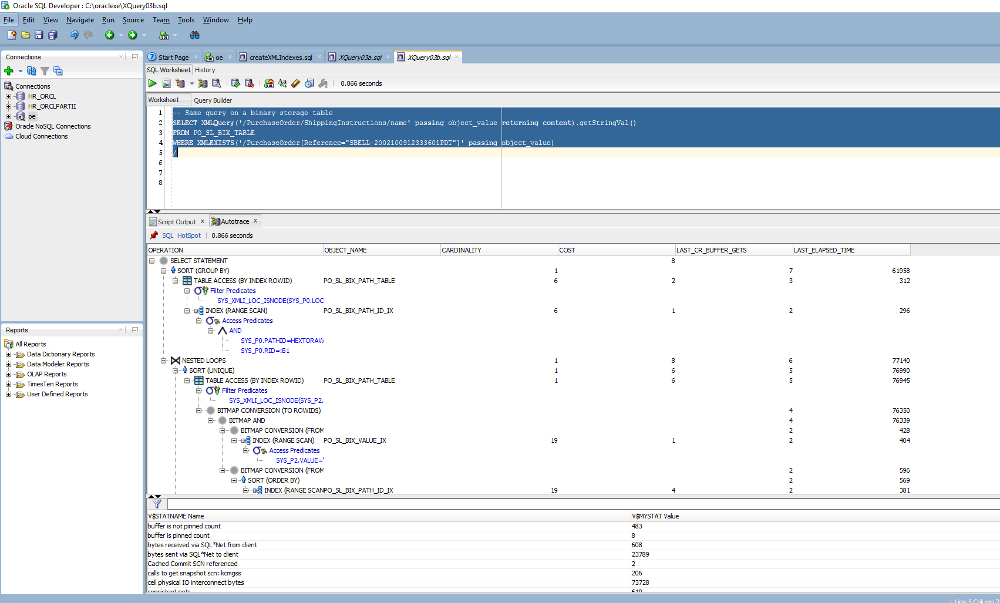 Oracle SQL Developer : C:\oraclexe\XQuery03b.sql
File Edit View Navigate Run Source Team Tools Window Help
Connections
Connections
HR_ORCL
HR_ORCLPARTII
oe
Oracle NoSQL Connections
Cloud Connections
Reports
All Reports
Data Dictionary Reports
Data Modeler Reports
OLAP Reports
TimesTen Reports
User Defined Reports
Start Page oe createXMLIndexes.sql XQuery03a.sql XQuery03b.sql
SQL Worksheet History
0.866 seconds
Worksheet Query Builder
1 -- Same query on a binary storage table
2 SELECT XMLQuery('/PurchaseOrder/ShippingInstructions/name' passing object_value returning content).getStringVal()
3 FROM PO_SL_BIX_TABLE
4 WHERE XMLEXISTS('/PurchaseOrder[Reference="SBELL-2002100912333601PDT"]' passing object_value)
5 /
6
7
8
Script Output x Autotrace x
SQL HotSpot | 0.866 seconds
OPERATION OBJECT_NAME CARDINALITY COST LAST_CR_BUFFER_GETS LAST_ELAPSED_TIME
SELECT STATEMENT 8
SORT (GROUP BY) 1 7 61958
TABLE ACCESS (BY INDEX ROWID) PO_SL_BIX_PATH_TABLE 6 2 3 312
Filter Predicates
SYS_XMLI_LOC_ISNODE(SYS_P0.LOC
INDEX (RANGE SCAN) PO_SL_BIX_PATH_ID_IX 6 1 2 296
Access Predicates
AND
SYS_P0.PATHID=HEXTORAW
SYS_P0.RID=:B1
NESTED LOOPS 1 8 6 77140
SORT (UNIQUE) 1 6 5 76990
TABLE ACCESS (BY INDEX ROWID) PO_SL_BIX_PATH_TABLE 1 6 5 76945
Filter Predicates
SYS_XMLI_LOC_ISNODE(SYS_P2.
BITMAP CONVERSION (TO ROWIDS) 4 76350
BITMAP AND 4 76339
BITMAP CONVERSION (FROM 2 428
INDEX (RANGE SCAN) PO_SL_BIX_VALUE_IX 19 1 2 404
Access Predicates
SYS_P2.VALUE='
BITMAP CONVERSION (FROM 2 596
SORT (ORDER BY) 2 569
INDEX (RANGE SCAN PO_SL_BIX_PATH_ID_IX 19 4 2 381
V$STATNAME Name V$MYSTAT Value
buffer is not pinned count 483
buffer is pinned count 8
bytes received via SQL*Net from client 608
bytes sent via SQL*Net to client 23789
Cached Commit SCN referenced 2
calls to get snapshot scn: kcmgss 206
cell physical IO interconnect bytes 73728
consistent gets 610
Line 5 Column 2